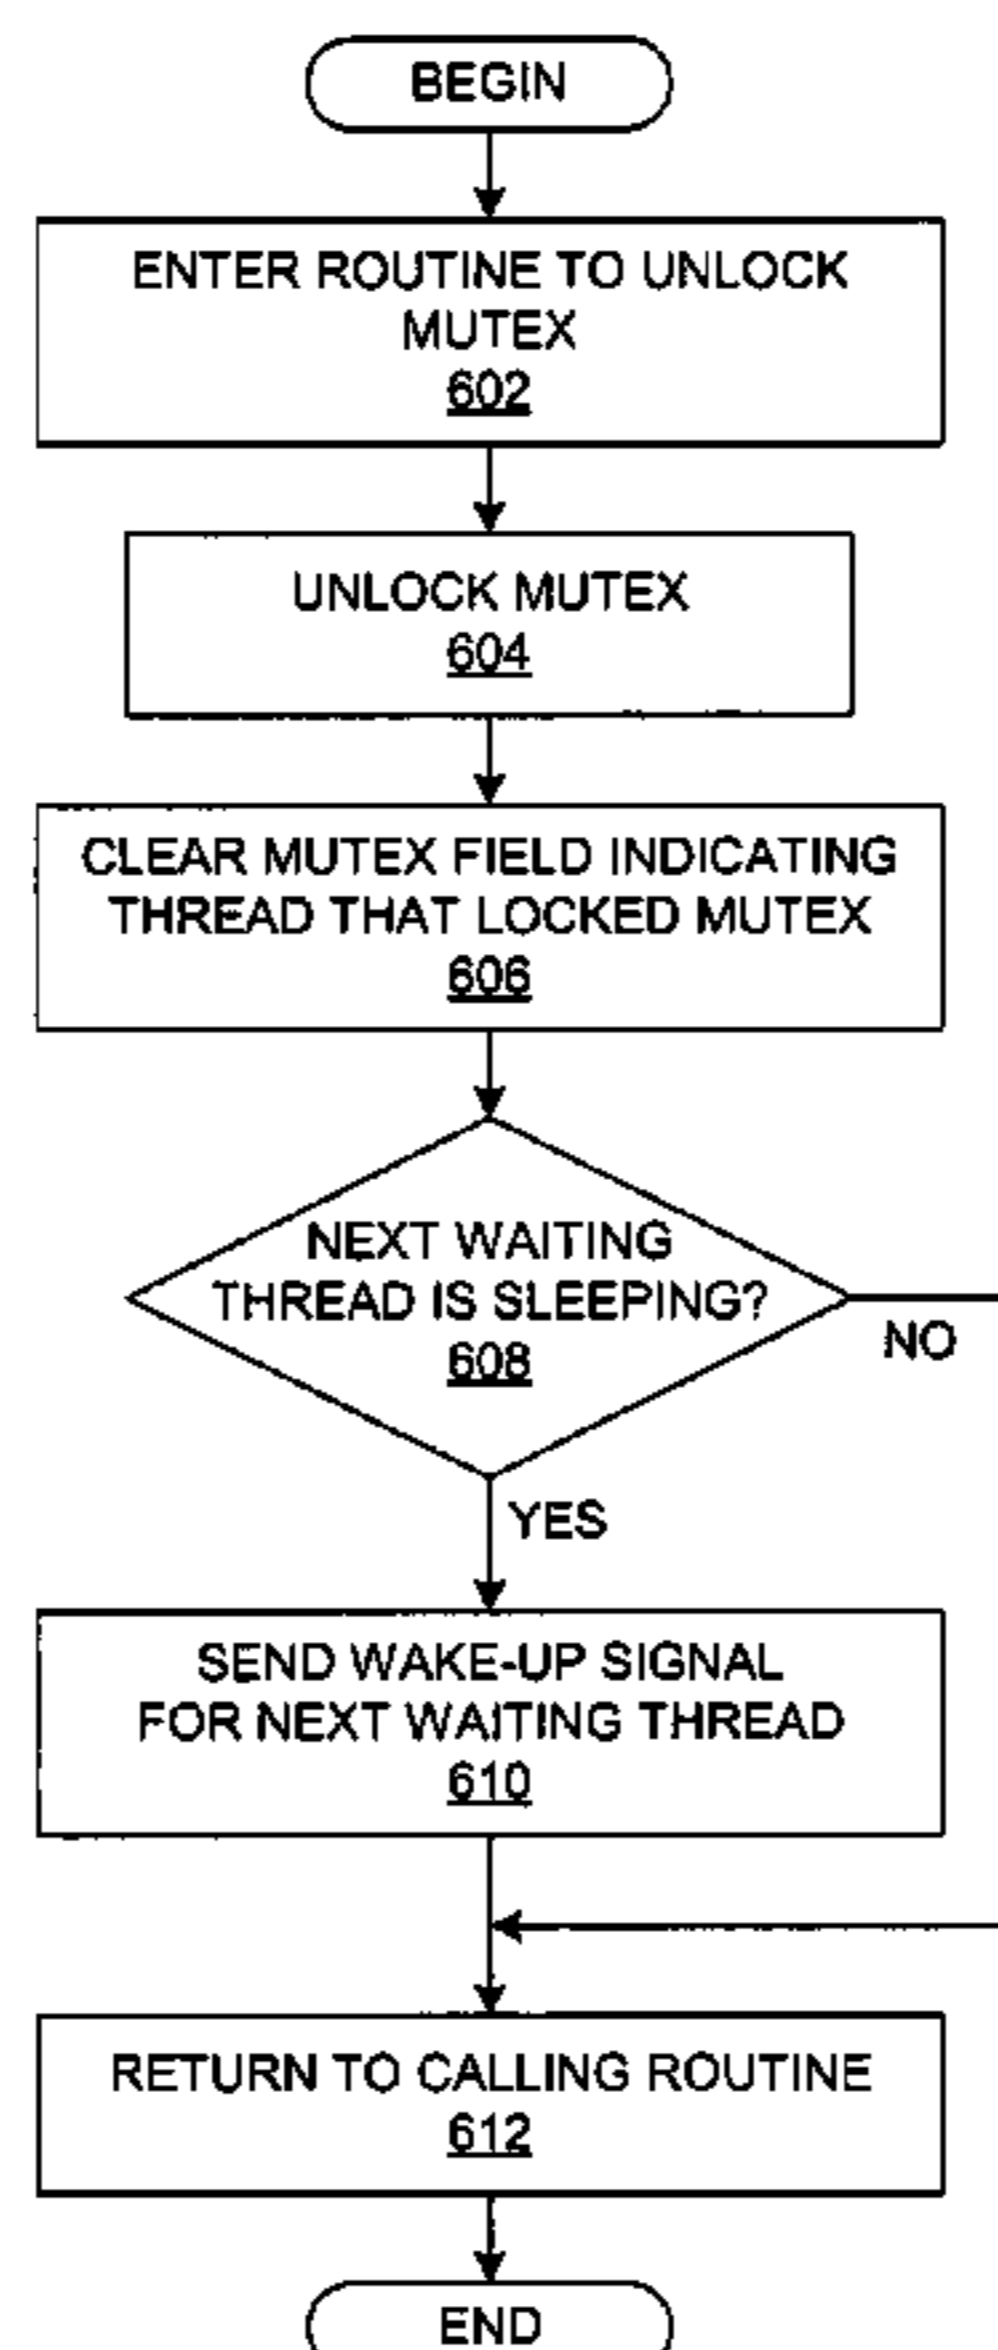 BEGIN
ENTER ROUTINE TO UNLOCK
MUTEX
602
UNLOCK MUTEX
604
CLEAR MUTEX FIELD INDICATING
THREAD THAT LOCKED MUTEX
606
NEXT WAITING
THREAD IS SLEEPING?
608
NO
YES
SEND WAKE-UP SIGNAL
FOR NEXT WAITING THREAD
610
RETURN TO CALLING ROUTINE
612
END